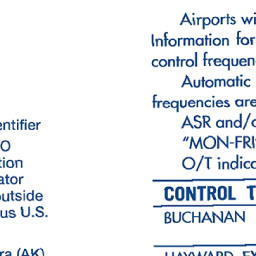 Airports wi
Information for
control frequen
Automatic
frequencies are
ASR and/o
"MON-FRI
O/T indica
CONTROL T
BUCHANAN
HAYWARD EX
entifier
O
tion
ator
outside
us U.S.
ra (AK)